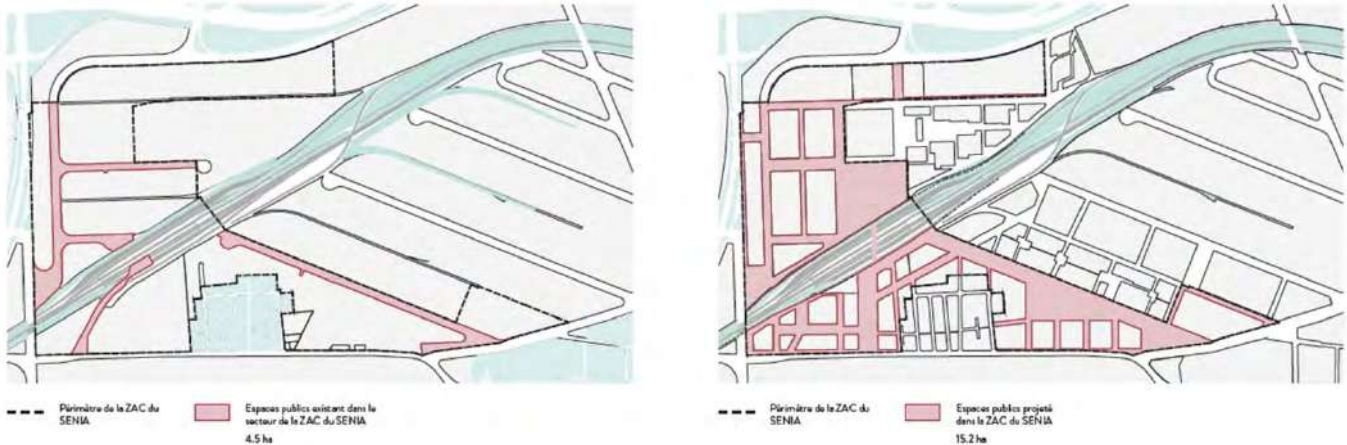 Périmètre de la ZAC du
SENIA
Espaces publics existant dans le
secteur de la ZAC du SENIA
4.5 ha
Périmètre de la ZAC du
SENIA
Espaces publics projeté
dans la ZAC du SENIA
15.2 ha